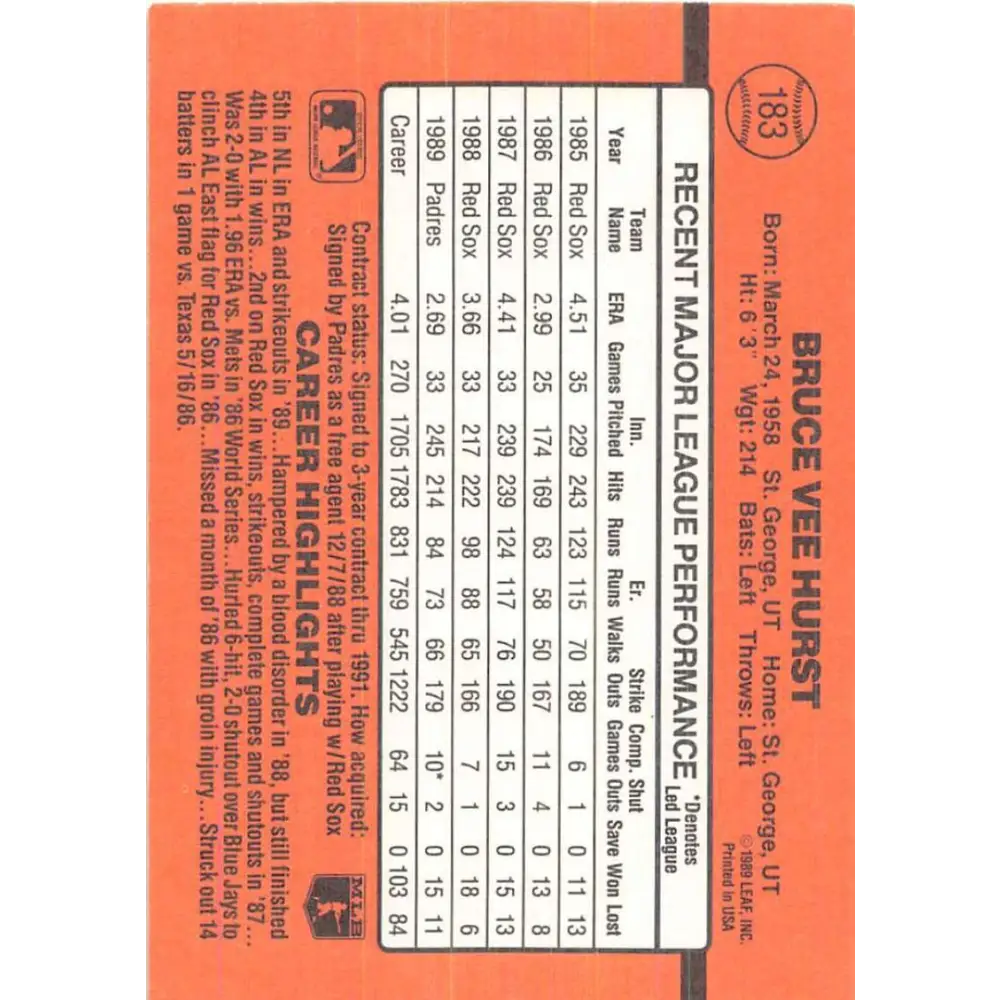 183
BRUCE VEE HURST
Born: March 24, 1958 St. George, UT Home: St. George, UT
Ht: 6'3" Wgt: 214 Bats: Left Throws: Left
© 1989 LEAF, INC.
Printed in USA
RECENT MAJOR LEAGUE PERFORMANCE
*Denotes
Led League
Team Inn. Er. Strike Comp. Shut
Year Name ERA Games Pitched Hits Runs Runs Walks Outs Games Outs Save Won Lost
1985 Red Sox 4.51 35 229 243 123 115 70 189 6 1 0 11 13
1986 Red Sox 2.99 25 174 169 63 58 50 167 11 4 0 13 8
1987 Red Sox 4.41 33 239 239 124 117 76 190 15 3 0 15 13
1988 Red Sox 3.66 33 217 222 98 88 65 166 7 1 0 18 6
1989 Padres 2.69 33 245 214 84 73 66 179 10* 2 0 15 11
Career 4.01 270 1705 1783 831 759 545 1222 64 15 0 103 84
Contract status: Signed to 3-year contract thru 1991. How acquired:
Signed by Padres as a free agent 12/7/88 after playing w/Red Sox
MLB
CAREER HIGHLIGHTS
5th in NL in ERA and strikeouts in '89...Hampered by a blood disorder in '88, but still finished
4th in AL in wins...2nd on Red Sox in wins, strikeouts, complete games and shutouts in '87...
Was 2-0 with 1.96 ERA vs. Mets in '86 World Series...Hurled 6-hit, 2-0 shutout over Blue Jays to
clinch AL East flag for Red Sox in '86...Missed a month of '86 with groin injury...Struck out 14
batters in 1 game vs. Texas 5/16/86.